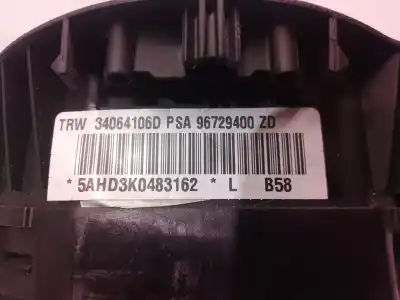 TRW 34064106D PSA 96729400 ZD
* 5AHD3K0483162 * L B58